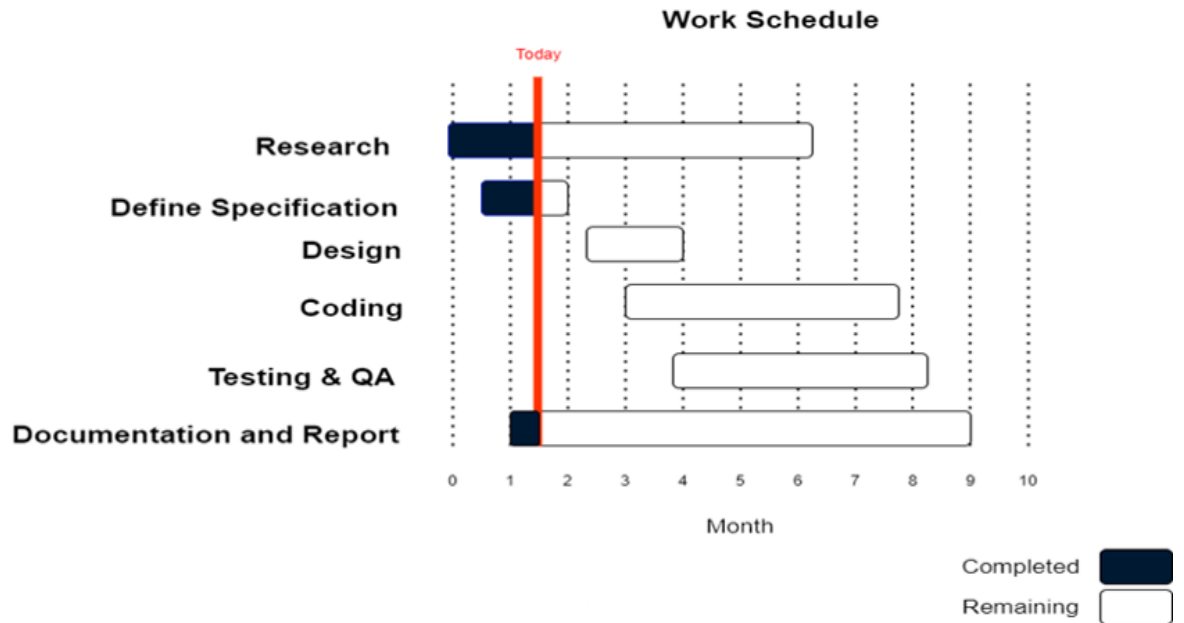 Work Schedule
Today
Research
Define Specification
Design
Coding
Testing & QA
Documentation and Report
0 1 2 3 4 5 6 7 8 9 10
Month
Completed
Remaining